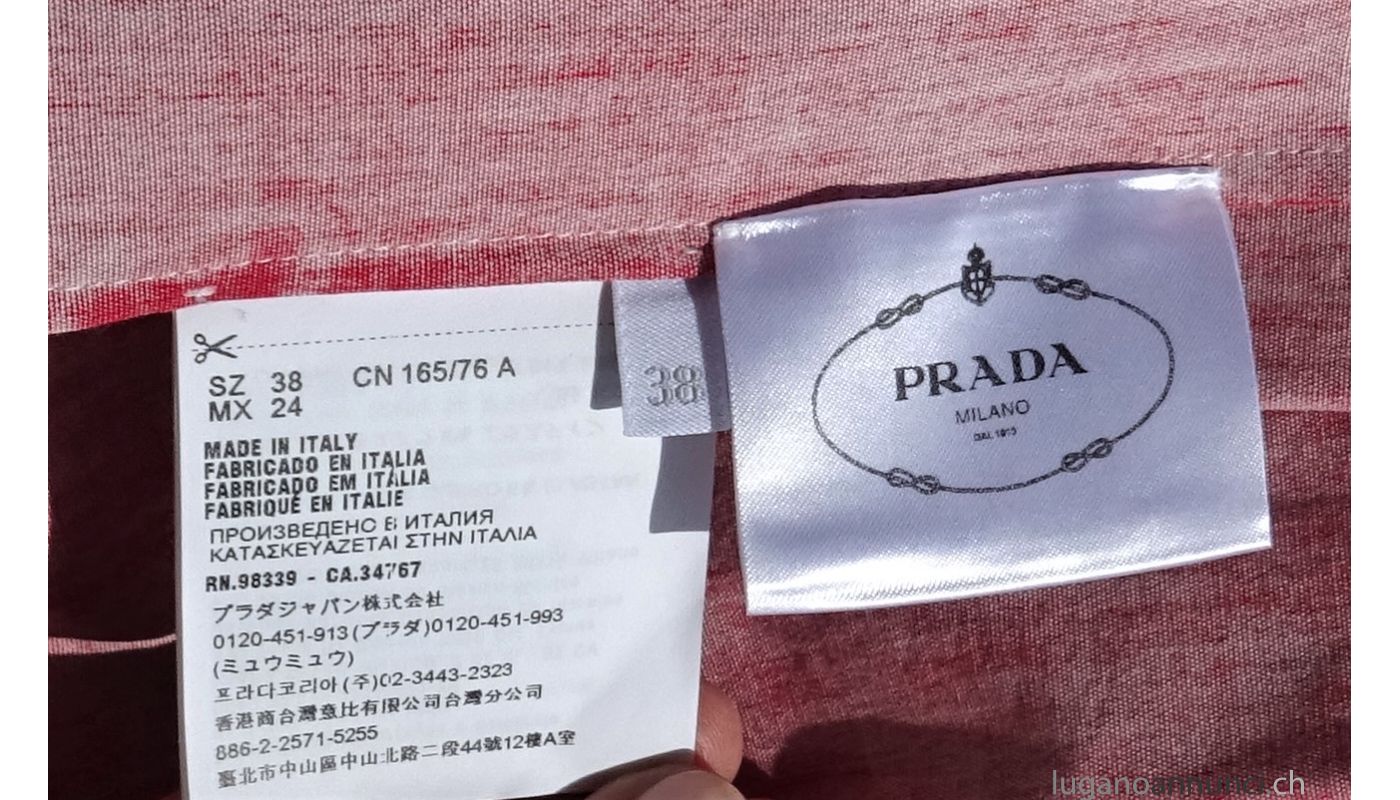 SZ 38 CN 165/76 A
MX 24
MADE IN ITALY
FABRICADO EN ITALIA
FABRICADO EM ITÁLIA
FABRIQUÉ EN ITALIE
ПРОИЗВЕДЕНО В ИТАЛИЯ
ΚΑΤΑΣΚΕΥΑΖΕΤΑΙ ΣΤΗΝ ΙΤΑΛΙΑ
RN.98339 - CA.34767
プラダジャパン株式会社
0120-451-913(プラダ)0120-451-993
(ミュウミュウ)
프라다코리아(주)02-3443-2323
香港商台灣意比有限公司台灣分公司
886-2-2571-5255
臺北市中山區中山北路二段44號12樓A室
38
PRADA
MILANO
DAL 1913
luganoannunci.ch